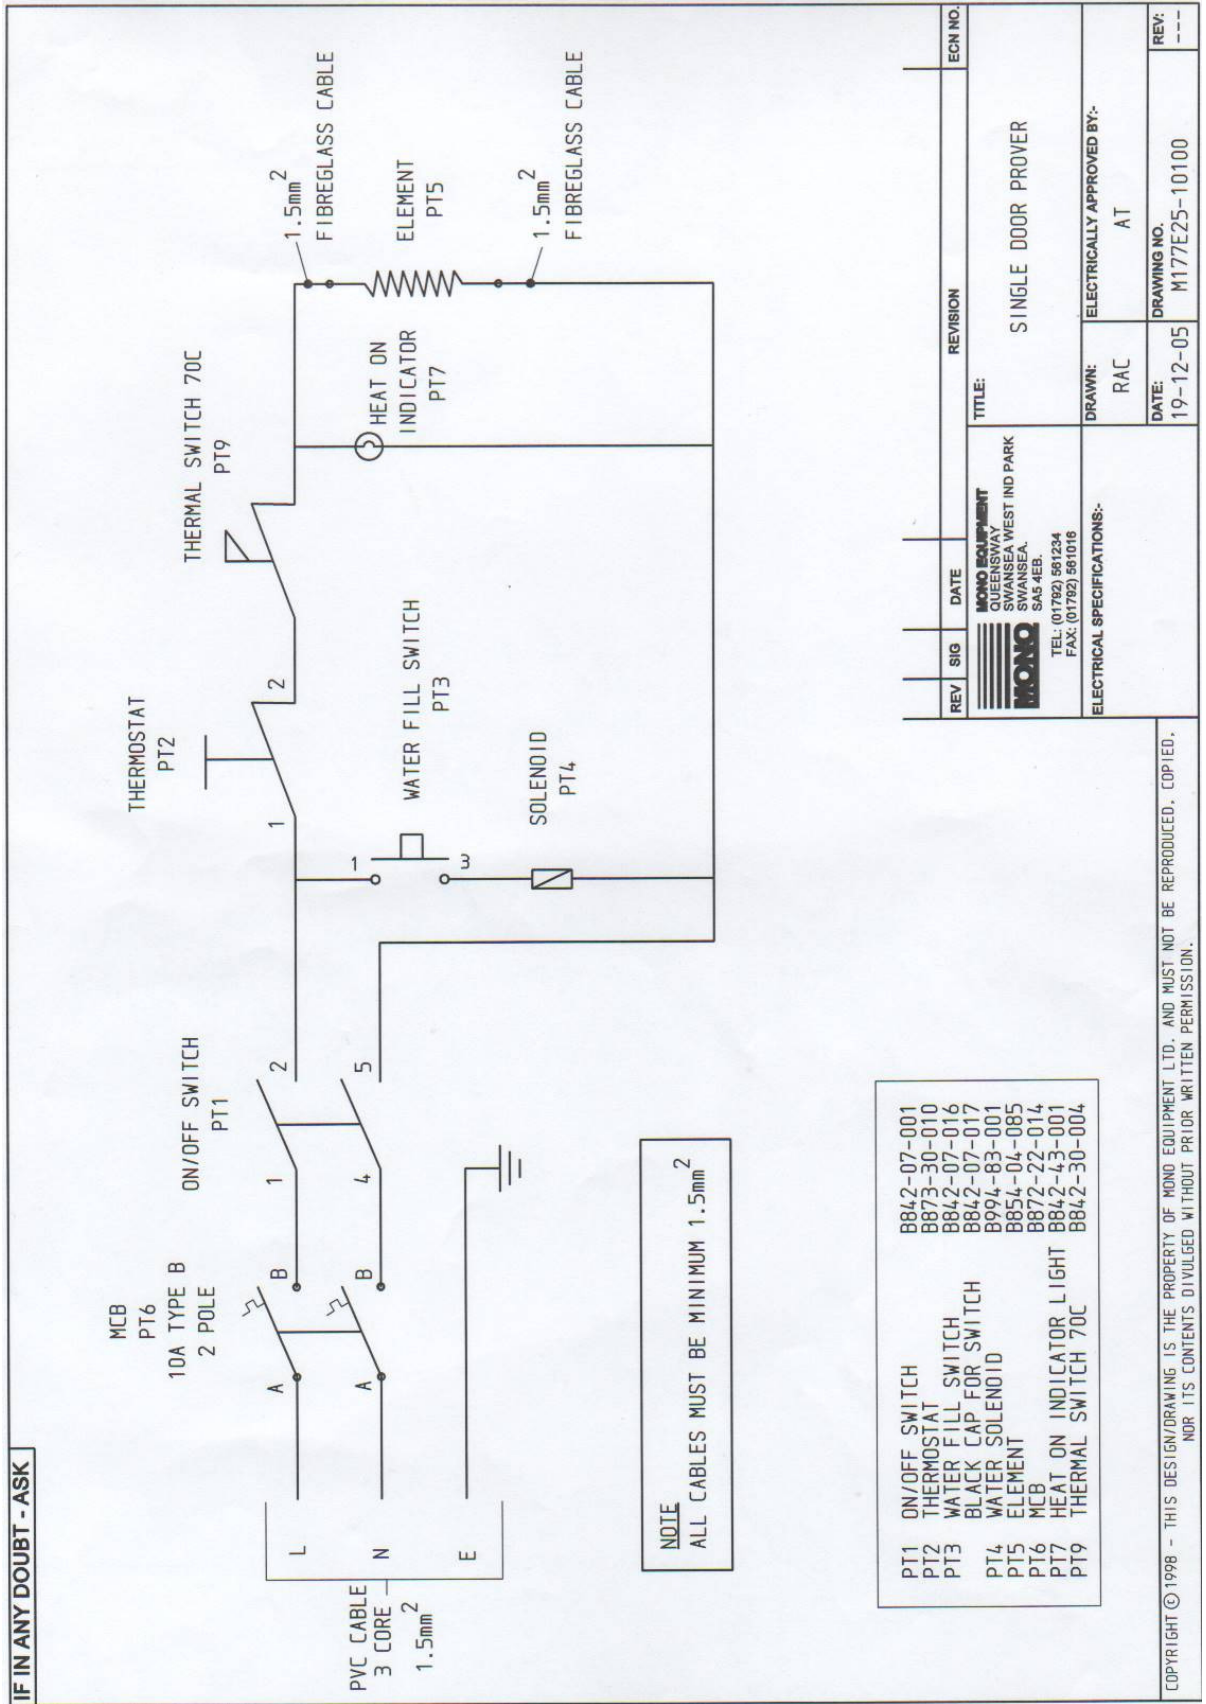 IF IN ANY DOUBT - ASK
MCB
PT6
10A TYPE B
2 POLE
ON/OFF SWITCH
PT1
THERMOSTAT
PT2
THERMAL SWITCH 70C
PT9
PVC CABLE
3 CORE
1.5mm²
L
N
E
A
B
A
B
1
2
4
5
1
2
1
3
WATER FILL SWITCH
PT3
SOLENOID
PT4
HEAT ON
INDICATOR
PT7
1.5mm²
FIBREGLASS CABLE
ELEMENT
PT5
1.5mm²
FIBREGLASS CABLE
NOTE
ALL CABLES MUST BE MINIMUM 1.5mm²
PT1 ON/OFF SWITCH B842-07-001
PT2 THERMOSTAT B873-30-010
PT3 WATER FILL SWITCH B842-07-016
BLACK CAP FOR SWITCH B842-07-017
PT4 WATER SOLENOID B994-83-001
PT5 ELEMENT B854-04-085
PT6 MCB B872-22-014
PT7 HEAT ON INDICATOR LIGHT B842-43-001
PT9 THERMAL SWITCH 70C B842-30-004
REV SIG DATE REVISION ECN NO.
MONO
MONO EQUIPMENT
QUEENSWAY
SWANSEA WEST IND PARK
SWANSEA.
SA5 4EB.
TEL: (01792) 561234
FAX: (01792) 561016
TITLE:
SINGLE DOOR PROVER
ELECTRICAL SPECIFICATIONS:-
DRAWN:
RAC
ELECTRICALLY APPROVED BY:-
AT
DATE:
19-12-05
DRAWING NO.
M177E25-10100
REV:
---
COPYRIGHT © 1998 - THIS DESIGN/DRAWING IS THE PROPERTY OF MONO EQUIPMENT LTD. AND MUST NOT BE REPRODUCED, COPIED,
NOR ITS CONTENTS DIVULGED WITHOUT PRIOR WRITTEN PERMISSION.